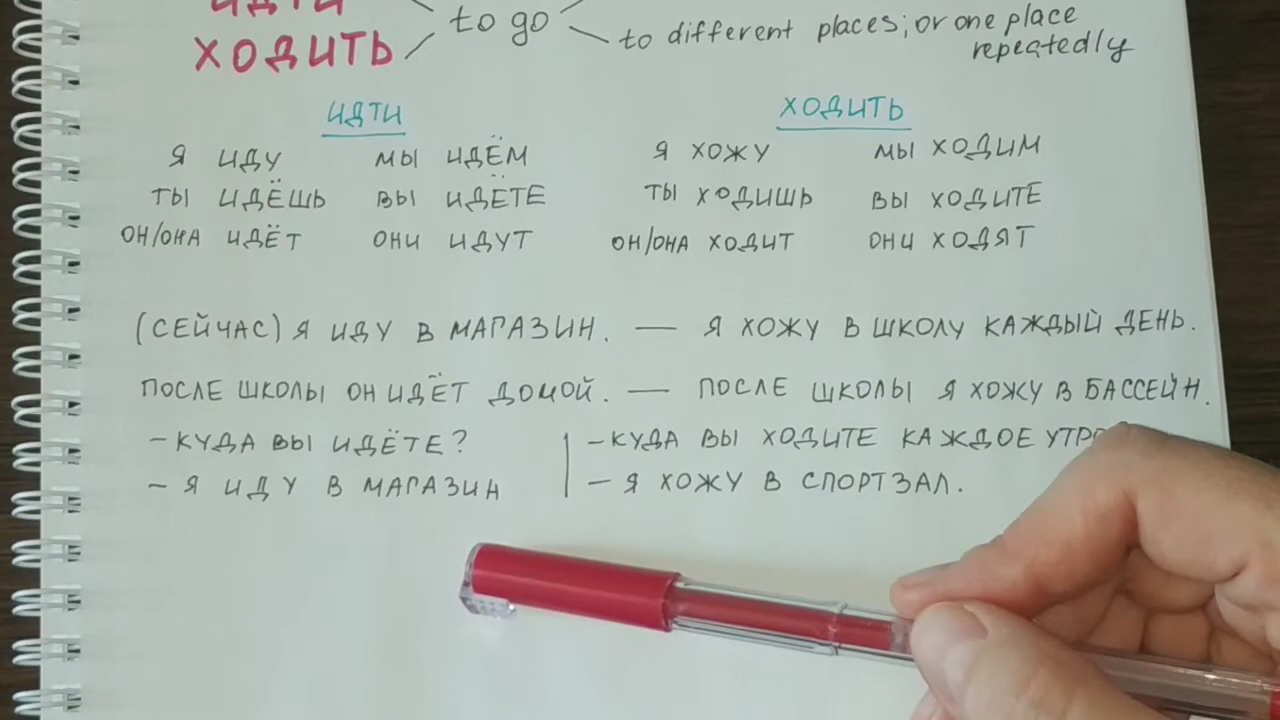 ИДТИ
ХОДИТЬ
to go
to different places; or one place
repeatedly
ИДТИ
Я ИДУ МЫ ИДЁМ
ТЫ ИДЁШЬ ВЫ ИДЁТЕ
ОН/ОНА ИДЁТ ОНИ ИДУТ
ХОДИТЬ
Я ХОЖУ МЫ ХОДИМ
ТЫ ХОДИШЬ ВЫ ХОДИТЕ
ОН/ОНА ХОДИТ ОНИ ХОДЯТ
(СЕЙЧАС) Я ИДУ В МАГАЗИН. — Я ХОЖУ В ШКОЛУ КАЖДЫЙ ДЕНЬ.
ПОСЛЕ ШКОЛЫ ОН ИДЁТ ДОМОЙ. — ПОСЛЕ ШКОЛЫ Я ХОЖУ В БАССЕЙН.
- КУДА ВЫ ИДЁТЕ?
- Я ИДУ В МАГАЗИН
- КУДА ВЫ ХОДИТЕ КАЖДОЕ
- Я ХОЖУ В СПОРТЗАЛ.